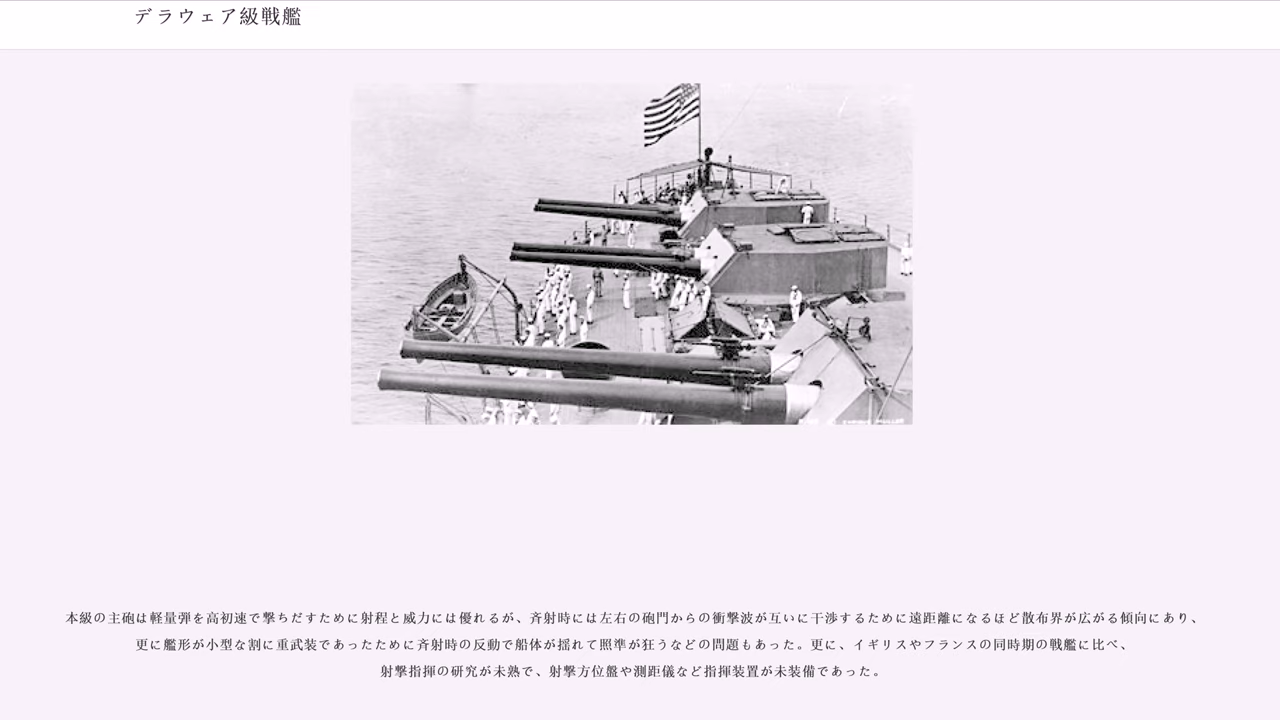 デラウェア級戦艦
本級の主砲は軽量弾を高初速で撃ちだすために射程と威力には優れるが、斉射時には左右の砲門からの衝撃波が互いに干渉するために遠距離になるほど散布界が広がる傾向にあり、
更に艦形が小型な割に重武装であったために斉射時の反動で船体が揺れて照準が狂うなどの問題もあった。更に、イギリスやフランスの同時期の戦艦に比べ、
射撃指揮の研究が未熟で、射撃方位盤や測距儀など指揮装置が未装備であった。